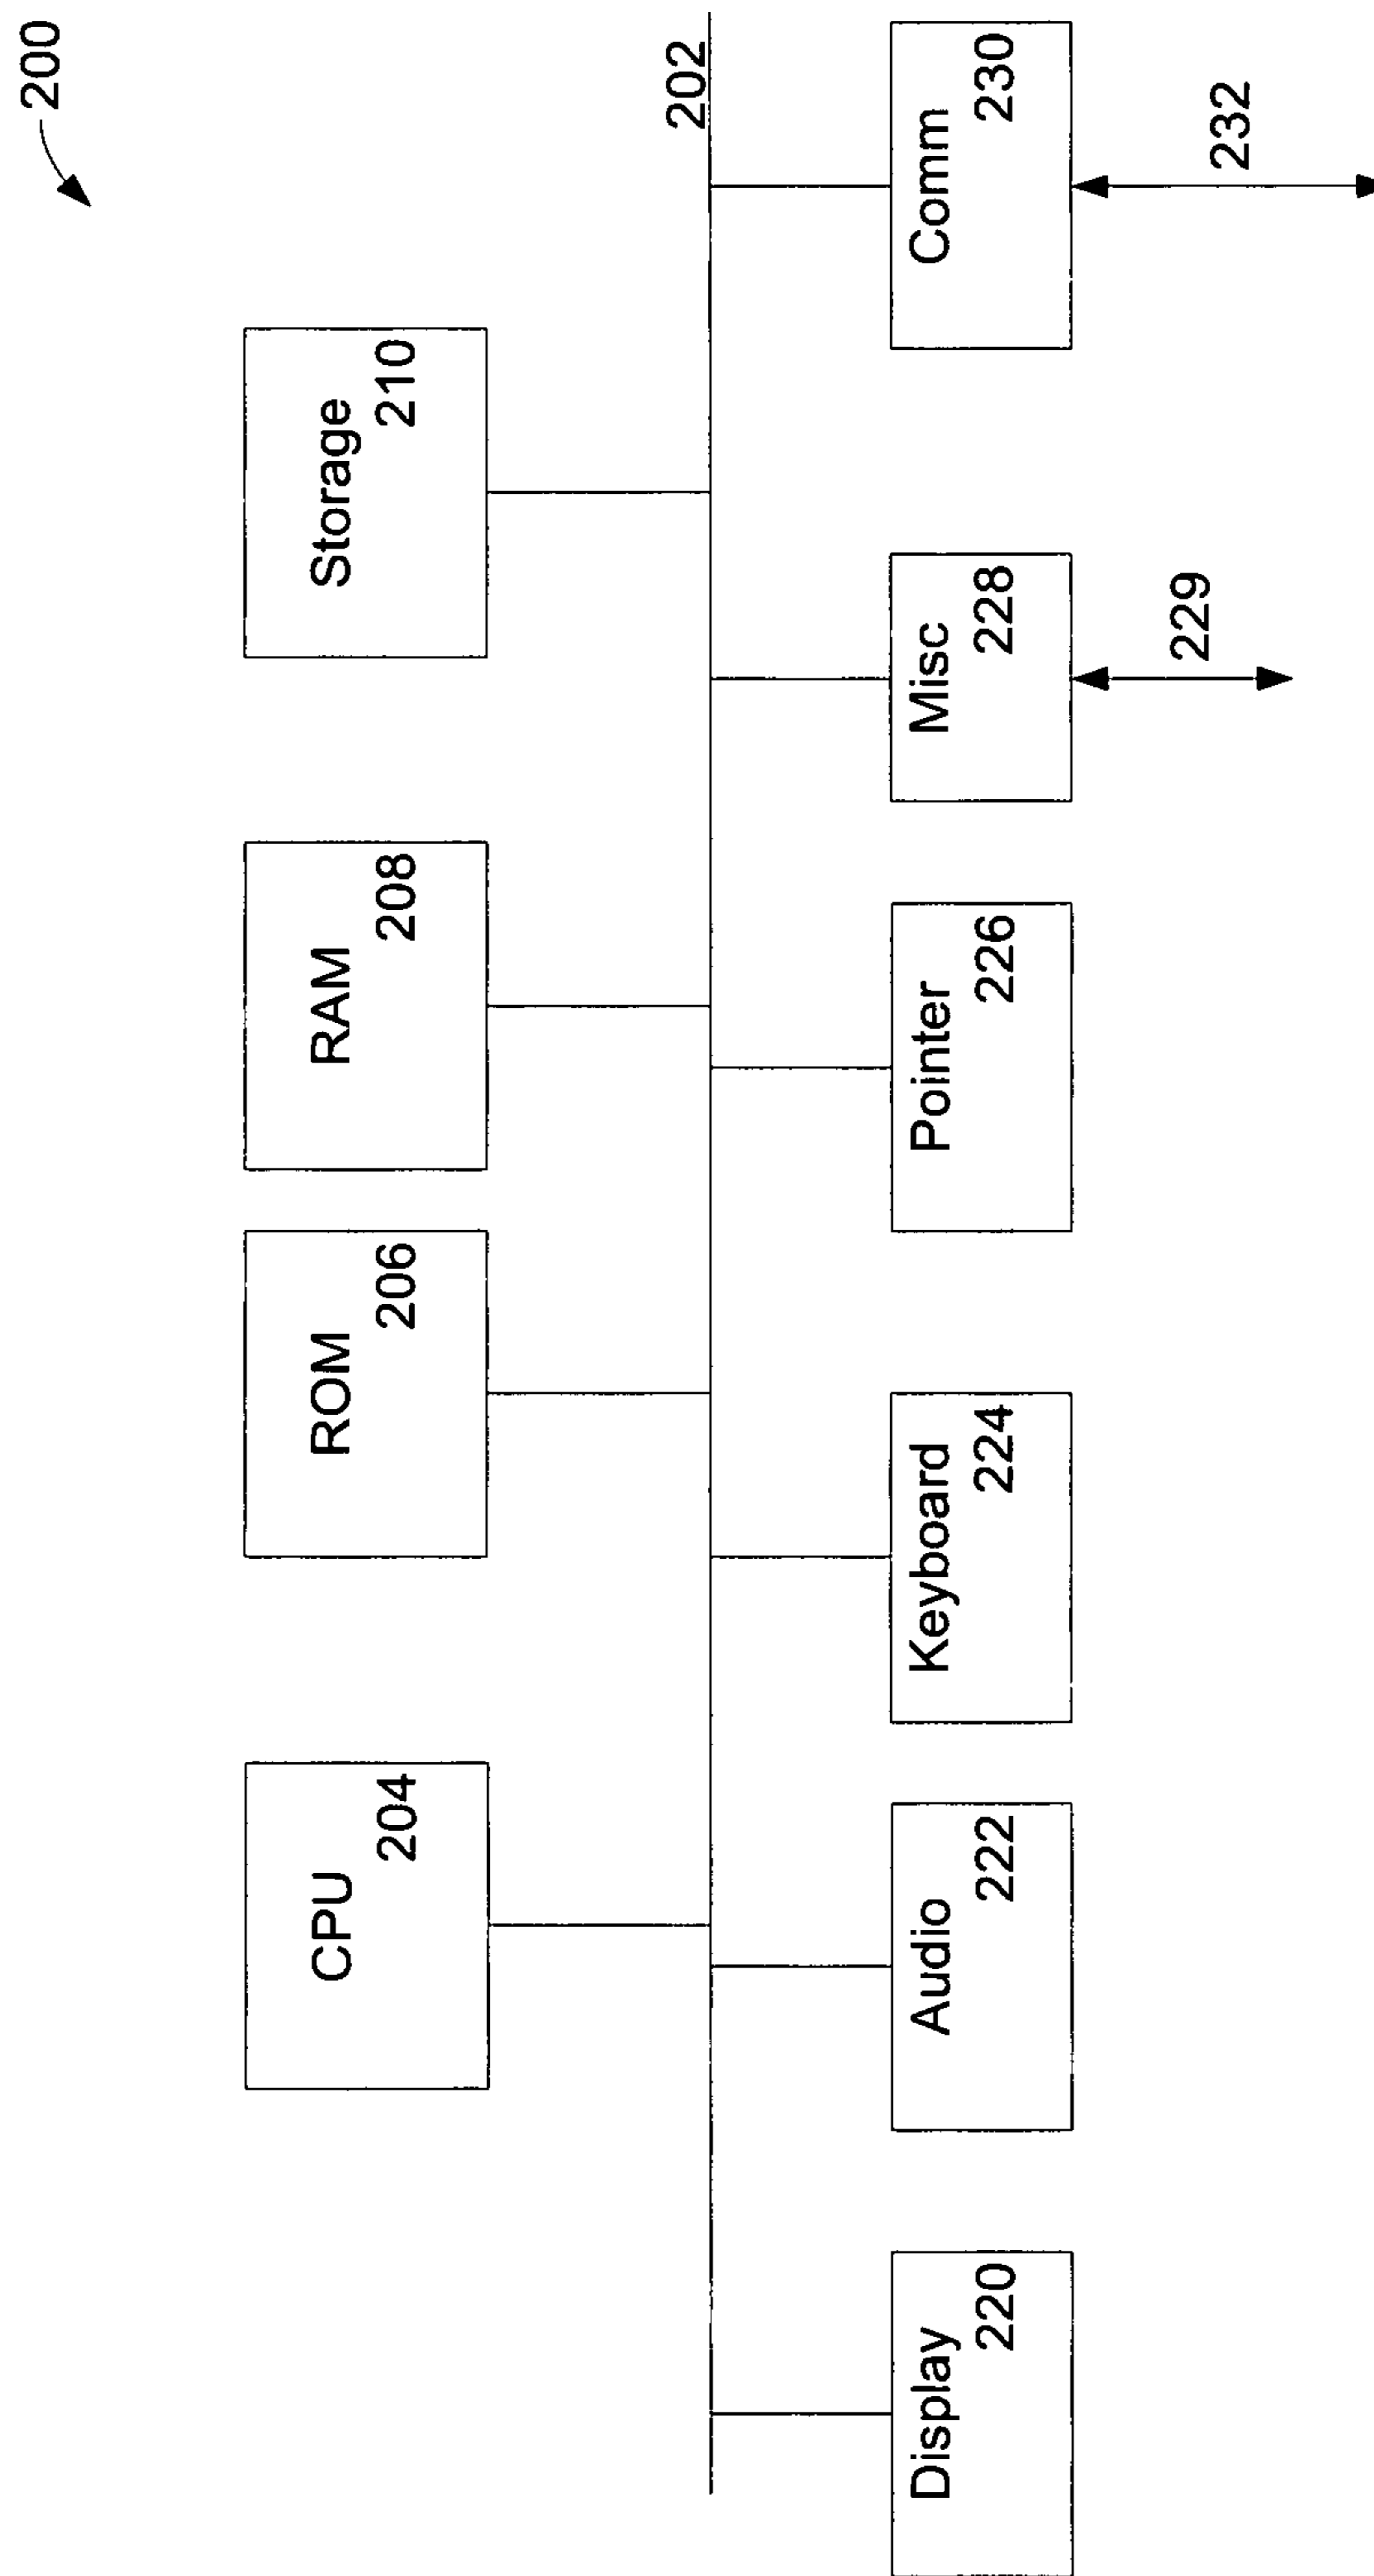 200
CPU
204
ROM
206
RAM
208
Storage
210
202
Display
220
Audio
222
Keyboard
224
Pointer
226
Misc
228
Comm
230
229
232